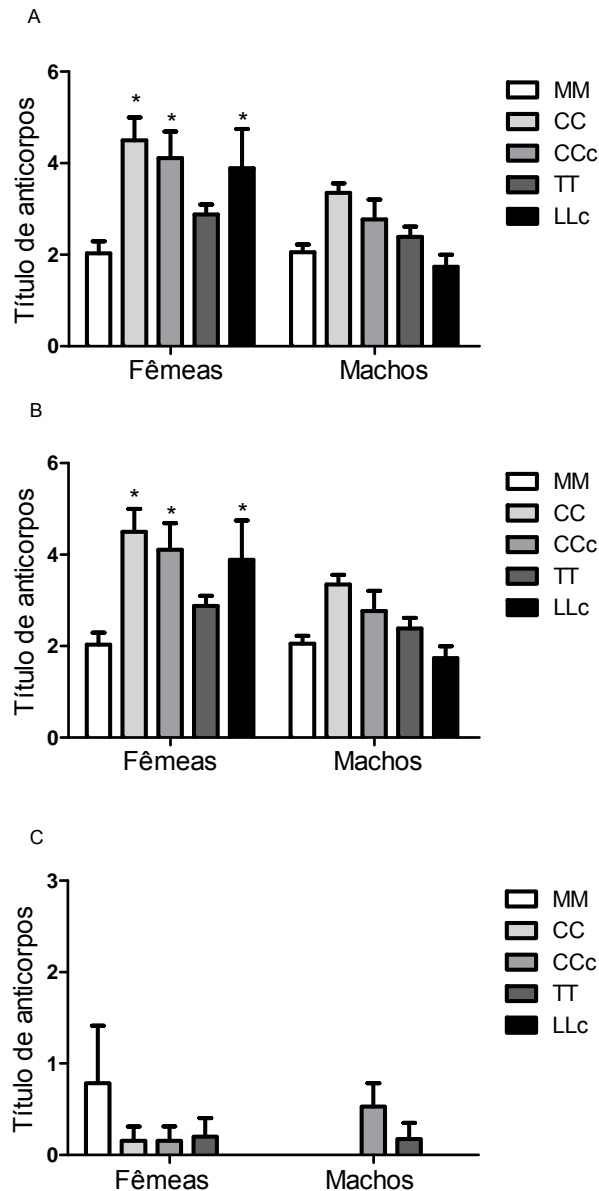 A
Título de anticorpos
6
4
2
0
* * *
Fêmeas Machos
MM
CC
CCc
TT
LLc
B
Título de anticorpos
6
4
2
0
* * *
Fêmeas Machos
MM
CC
CCc
TT
LLc
C
Título de anticorpos
3
2
1
0
Fêmeas Machos
MM
CC
CCc
TT
LLc